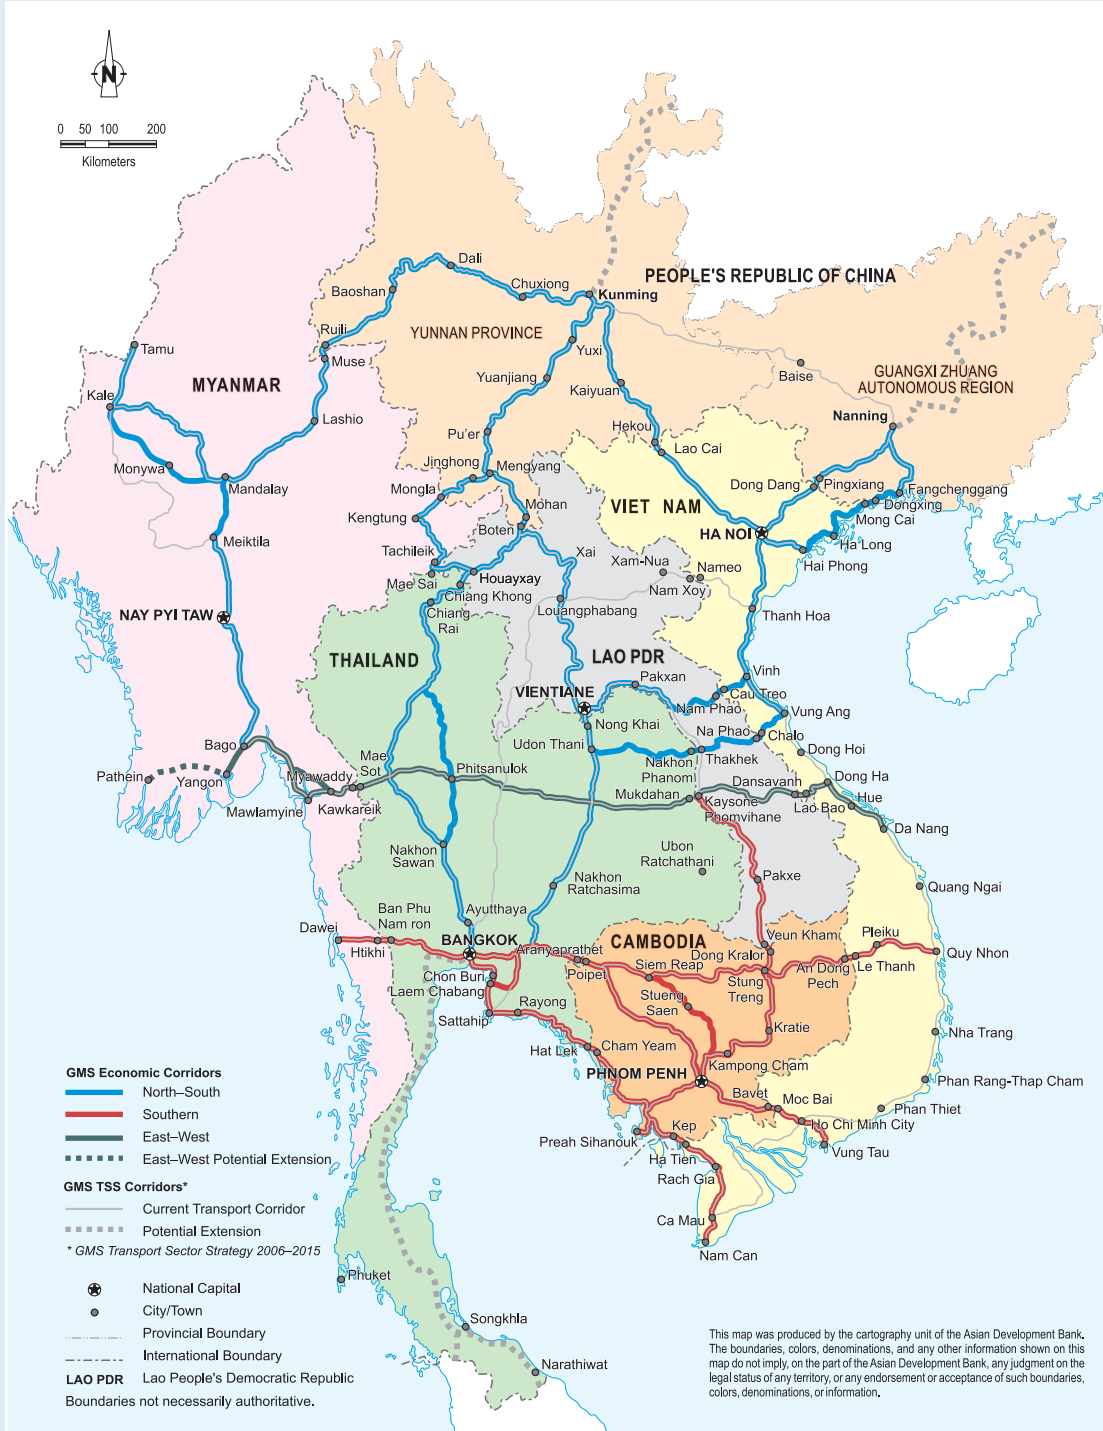 N
0 50 100 200
Kilometers
Dali
Baoshan
Chuxiong
Kunming
PEOPLE'S REPUBLIC OF CHINA
Ruili
YUNNAN PROVINCE
Tamu
Muse
Yuxi
MYANMAR
Yuanjiang
Kaiyuan
Baise
GUANGXI ZHUANG
AUTONOMOUS REGION
Kale
Nanning
Lashio
Pu'er
Hekou
Lao Cai
Monywa
Jinghong
Mengyang
Mandalay
Mongla
Dong Dang
Pingxiang
Fangchenggang
Dongxing
Mohan
VIET NAM
Mong Cai
Kengtung
Boten
HA NOI
Meiktila
Ha Long
Tachileik
Xai
Xam-Nua
Nameo
Hai Phong
Mae Sai
Houayxay
Nam Xoy
Chiang Khong
NAY PYI TAW
Chiang
Rai
Louangphabang
Thanh Hoa
THAILAND
LAO PDR
Pakxan
Vinh
VIENTIANE
Cau Treo
Nam Phao
Vung Ang
Nong Khai
Na Phao
Chalo
Bago
Udon Thani
Dong Hoi
Mae
Sot
Nakhon
Phanom
Thakhek
Pathein
Yangon
Myawaddy
Phitsanulok
Dansavanh
Dong Ha
Mukdahan
Kaysone
Phomvihane
Lao Bao
Hue
Mawlamyine
Kawkareik
Da Nang
Nakhon
Sawan
Ubon
Ratchathani
Nakhon
Ratchasima
Pakxe
Quang Ngai
Ban Phu
Nam ron
Ayutthaya
Dawei
Htikhi
BANGKOK
Aranyaprathet
CAMBODIA
Veun Kham
Pleiku
Dong Kralor
Quy Nhon
Chon Buri
Poipet
Siem Reap
An Dong
Pech
Le Thanh
Laem Chabang
Stueng
Saen
Stung
Treng
Sattahip
Rayong
Kratie
Nha Trang
Hat Lek
Cham Yeam
Kampong Cham
PHNOM PENH
Phan Rang-Thap Cham
Bavet
Moc Bai
Phan Thiet
Ho Chi Minh City
Preah Sihanouk
Kep
Vung Tau
Ha Tien
Rach Gia
Ca Mau
Nam Can
Phuket
Songkhla
Narathiwat
GMS Economic Corridors
North–South
Southern
East–West
East–West Potential Extension
GMS TSS Corridors*
Current Transport Corridor
Potential Extension
* GMS Transport Sector Strategy 2006–2015
National Capital
City/Town
Provincial Boundary
International Boundary
LAO PDR Lao People's Democratic Republic
Boundaries not necessarily authoritative.
This map was produced by the cartography unit of the Asian Development Bank.
The boundaries, colors, denominations, and any other information shown on this
map do not imply, on the part of the Asian Development Bank, any judgment on the
legal status of any territory, or any endorsement or acceptance of such boundaries,
colors, denominations, or information.